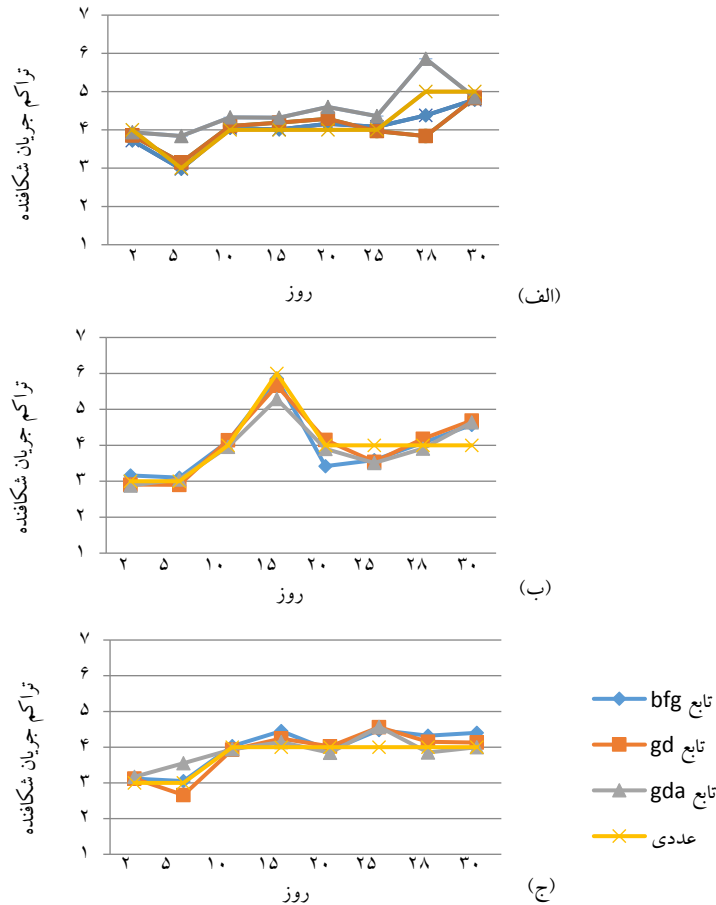 تراکم جریان شکافنده
۷
۶
۵
۴
۳
۲
۱
۲ ۵ ۱۰ ۱۵ ۲۰ ۲۵ ۲۸ ۳۰
روز
(الف)
تراکم جریان شکافنده
۷
۶
۵
۴
۳
۲
۱
۲ ۵ ۱۰ ۱۵ ۲۰ ۲۵ ۲۸ ۳۰
روز
(ب)
تراکم جریان شکافنده
۷
۶
۵
۴
۳
۲
۱
۲ ۵ ۱۰ ۱۵ ۲۰ ۲۵ ۲۸ ۳۰
روز
(ج)
تابع bfg
تابع gd
تابع gda
عددی